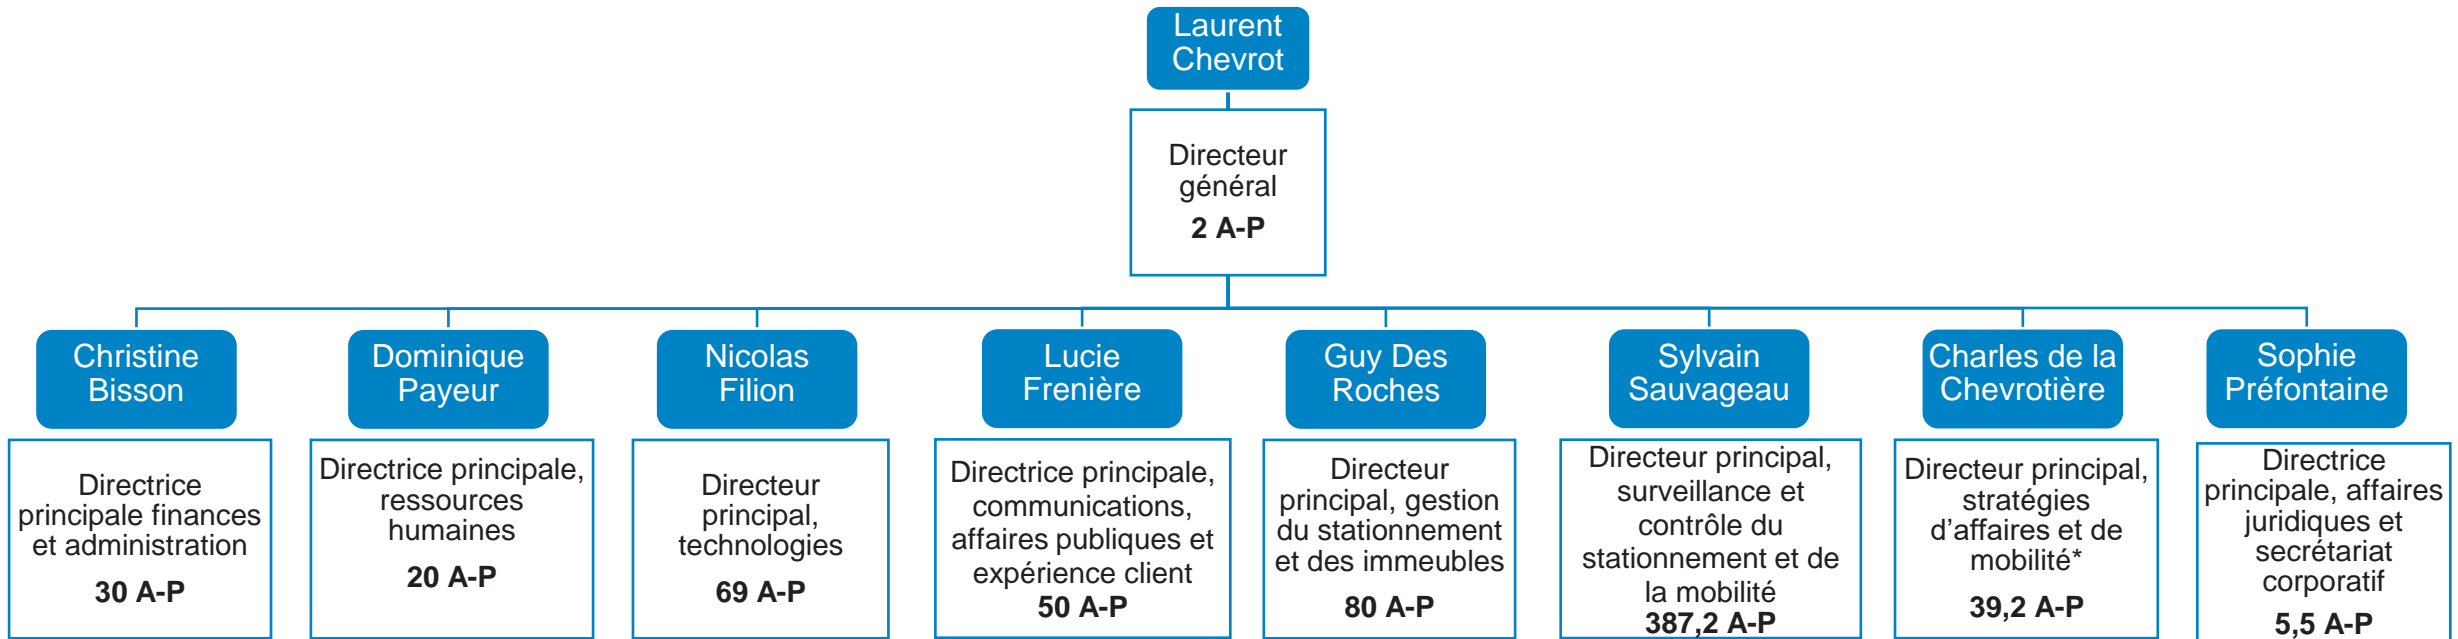 Laurent
Chevrot
Directeur
général
2 A-P
Christine
Bisson
Directrice
principale finances
et administration
30 A-P
Dominique
Payeur
Directrice principale,
ressources
humaines
20 A-P
Nicolas
Filion
Directeur
principal,
technologies
69 A-P
Lucie
Frenière
Directrice principale,
communications,
affaires publiques et
expérience client
50 A-P
Guy Des
Roches
Directeur
principal, gestion
du stationnement
et des immeubles
80 A-P
Sylvain
Sauvageau
Directeur principal,
surveillance et
contrôle du
stationnement et de
la mobilité
387,2 A-P
Charles de la
Chevrotière
Directeur principal,
stratégies
d’affaires et de
mobilité*
39,2 A-P
Sophie
Préfontaine
Directrice
principale, affaires
juridiques et
secrétariat
corporatif
5,5 A-P